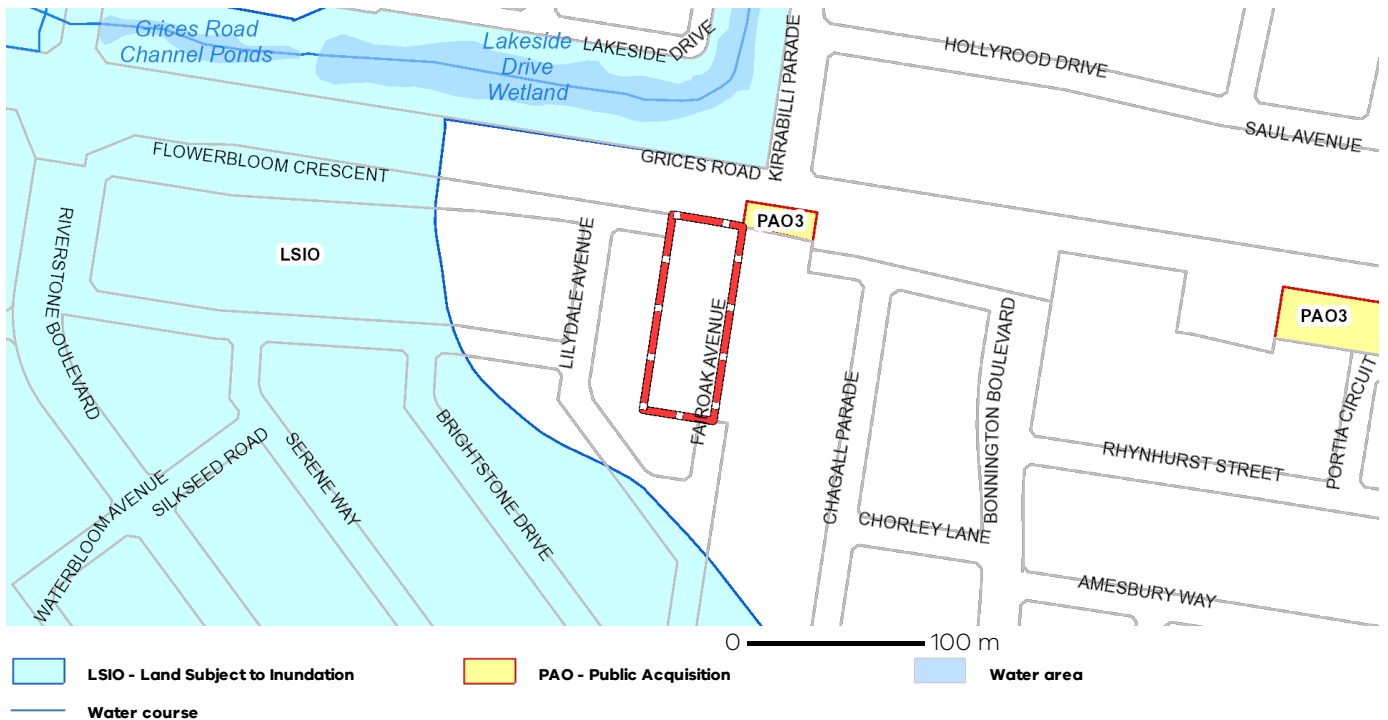 Grices Road
Channel Ponds
Lakeside
Drive
Wetland
LAKESIDE DRIVE
KIRRABILLI PARADE
HOLLYROOD DRIVE
SAUL AVENUE
FLOWERBLOOM CRESCENT
GRICES ROAD
PAO3
RIVERSTONE BOULEVARD
LSIO
LILYDALE AVENUE
FAIROAK AVENUE
PAO3
CHAGALL PARADE
BONNINGTON BOULEVARD
PORTIA CIRCUIT
RHYNHURST STREET
WATERBLOOM AVENUE
SILKSEED ROAD
SERENE WAY
BRIGHTSTONE DRIVE
CHORLEY LANE
AMESBURY WAY
0 100 m
LSIO - Land Subject to Inundation
PAO - Public Acquisition
Water area
Water course